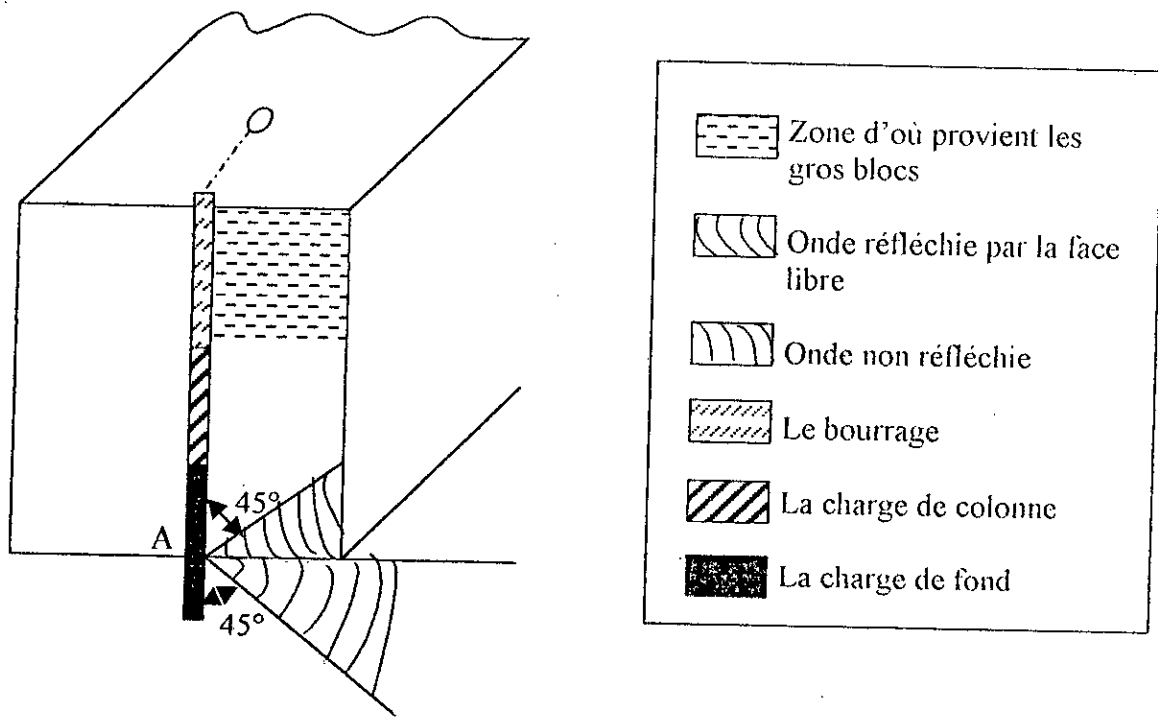 45°
A
45°
Zone d'où provient les
gros blocs
Onde réfléchie par la face
libre
Onde non réfléchie
Le bourrage
La charge de colonne
La charge de fond